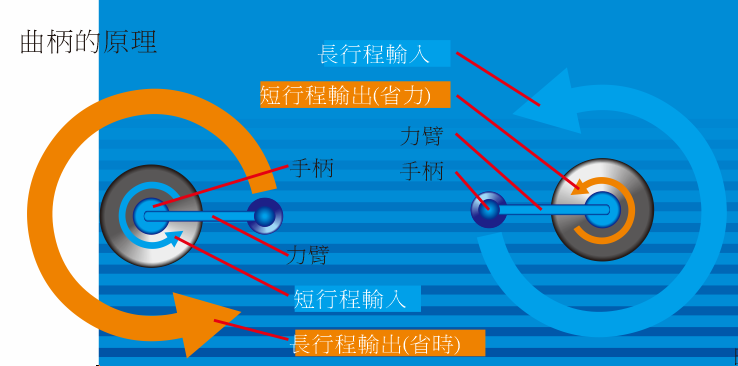 曲柄的原理
長行程輸入
短行程輸出(省力)
力臂
手柄
手柄
力臂
短行程輸入
長行程輸出(省時)